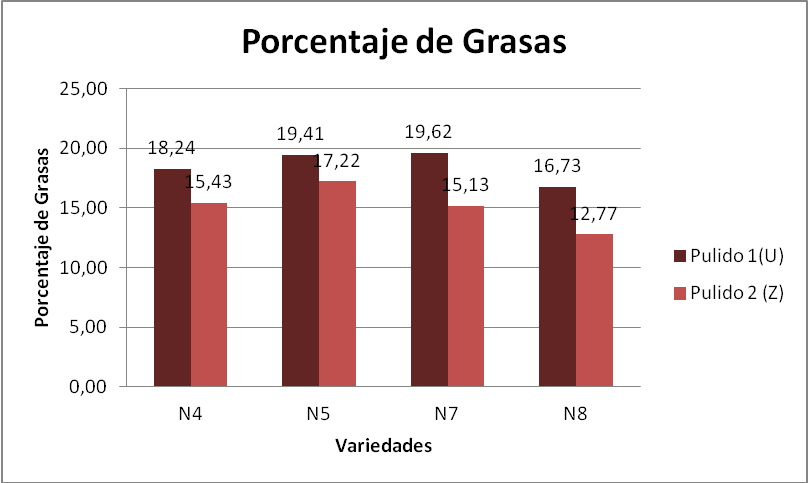 Porcentaje de Grasas
Porcentaje de Grasas
25,00
20,00
15,00
10,00
5,00
0,00
18,24
15,43
19,41
17,22
19,62
15,13
16,73
12,77
N4
N5
N7
N8
Variedades
Pulido 1(U)
Pulido 2 (Z)